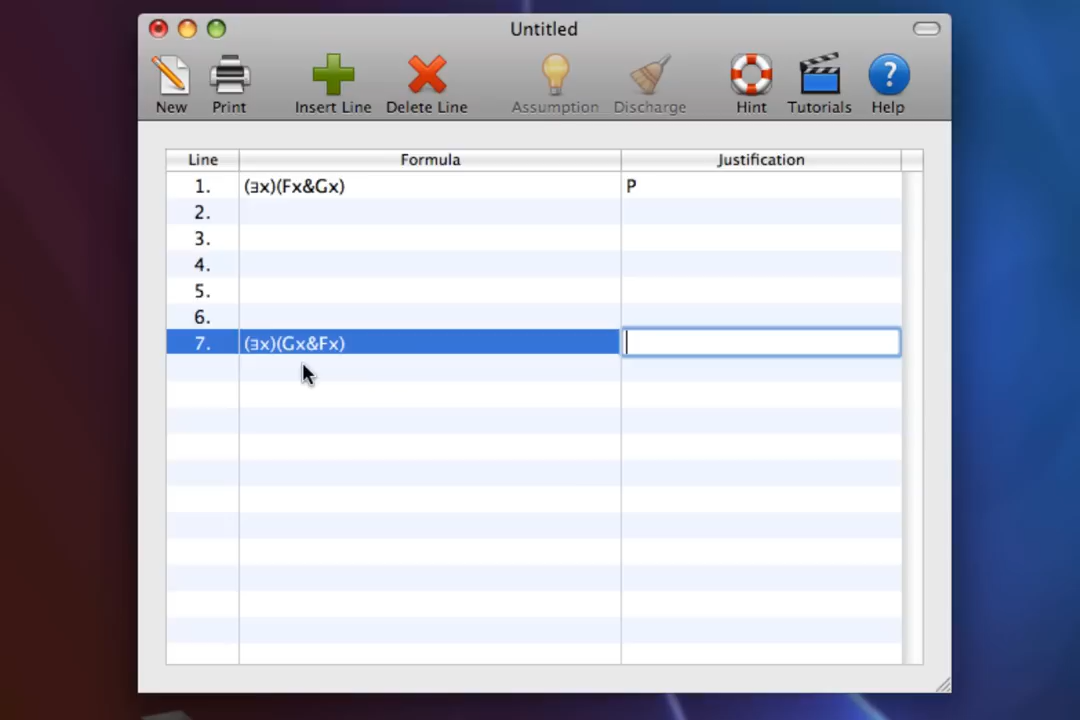 Untitled
New Print Insert Line Delete Line Assumption Discharge Hint Tutorials Help
Line Formula Justification
1. (∃x)(Fx&Gx) P
2.
3.
4.
5.
6.
7. (∃x)(Gx&Fx)